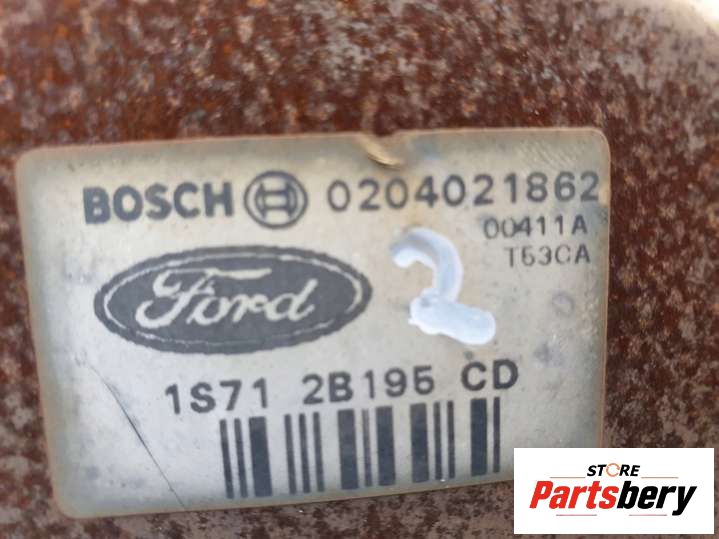 BOSCH 0204021862
00411A
T53CA
Ford
2
1S71 2B195 CD
STORE
Partsbery